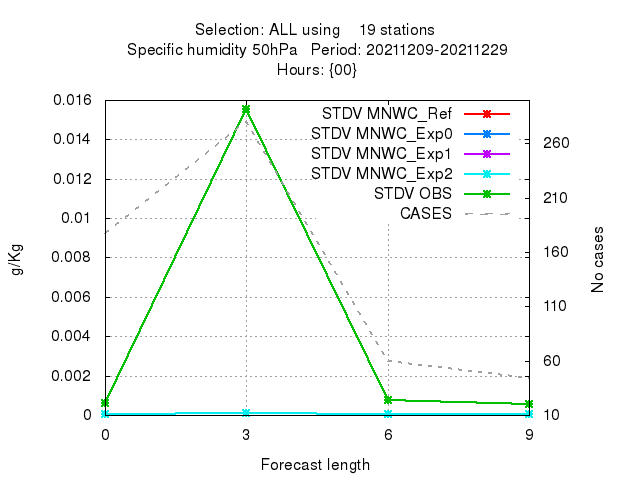 Selection: ALL using 19 stations
Specific humidity 50hPa Period: 20211209-20211229
Hours: {00}
STDV MNWC_Ref
STDV MNWC_Exp0
STDV MNWC_Exp1
STDV MNWC_Exp2
STDV OBS
CASES
0.016
0.014
0.012
0.01
0.008
0.006
0.004
0.002
0
g/Kg
260
210
160
110
60
10
No cases
0 3 6 9
Forecast length